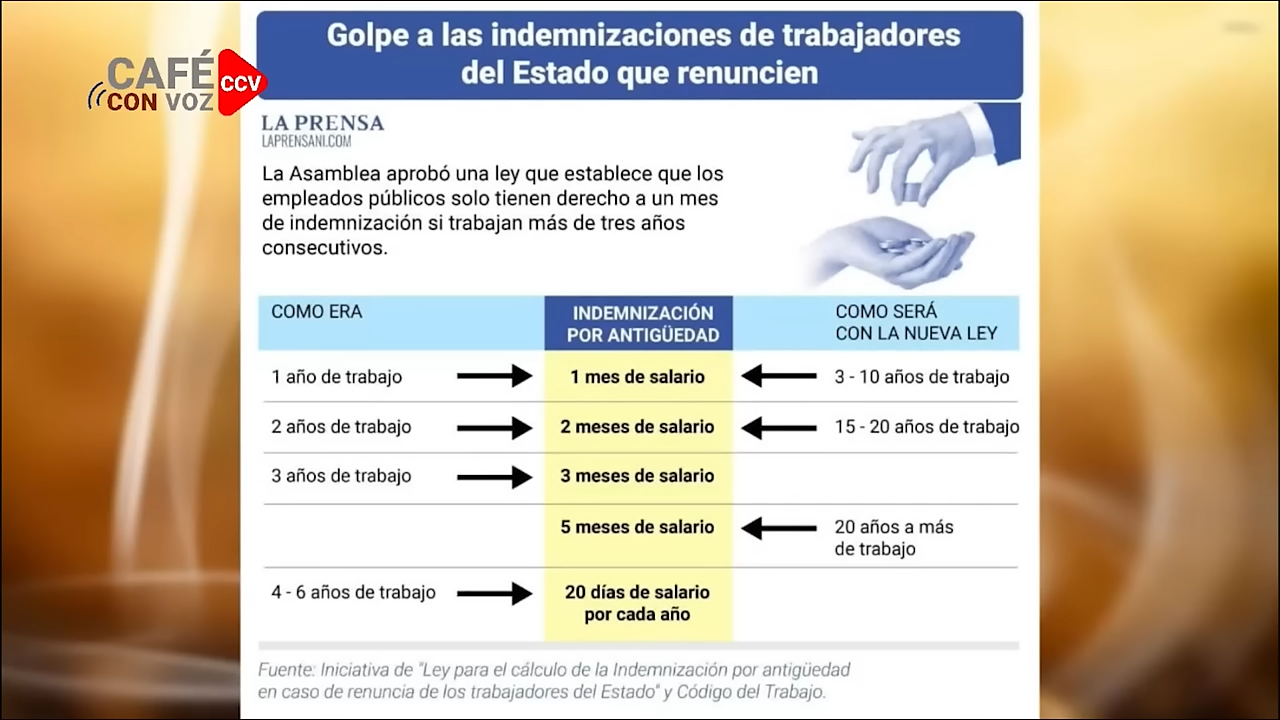 Golpe a las indemnizaciones de trabajadores
del Estado que renuncien
CAFÉ
CON VOZ
CCV
LA PRENSA
LAPRENSANI.COM
La Asamblea aprobó una ley que establece que los
empleados públicos solo tienen derecho a un mes
de indemnización si trabajan más de tres años
consecutivos.
COMO ERA
INDEMNIZACIÓN
POR ANTIGÜEDAD
COMO SERÁ
CON LA NUEVA LEY
1 año de trabajo
1 mes de salario
3 - 10 años de trabajo
2 años de trabajo
2 meses de salario
15 - 20 años de trabajo
3 años de trabajo
3 meses de salario
5 meses de salario
20 años a más
de trabajo
4 - 6 años de trabajo
20 días de salario
por cada año
Fuente: Iniciativa de "Ley para el cálculo de la Indemnización por antigüedad
en caso de renuncia de los trabajadores del Estado" y Código del Trabajo.